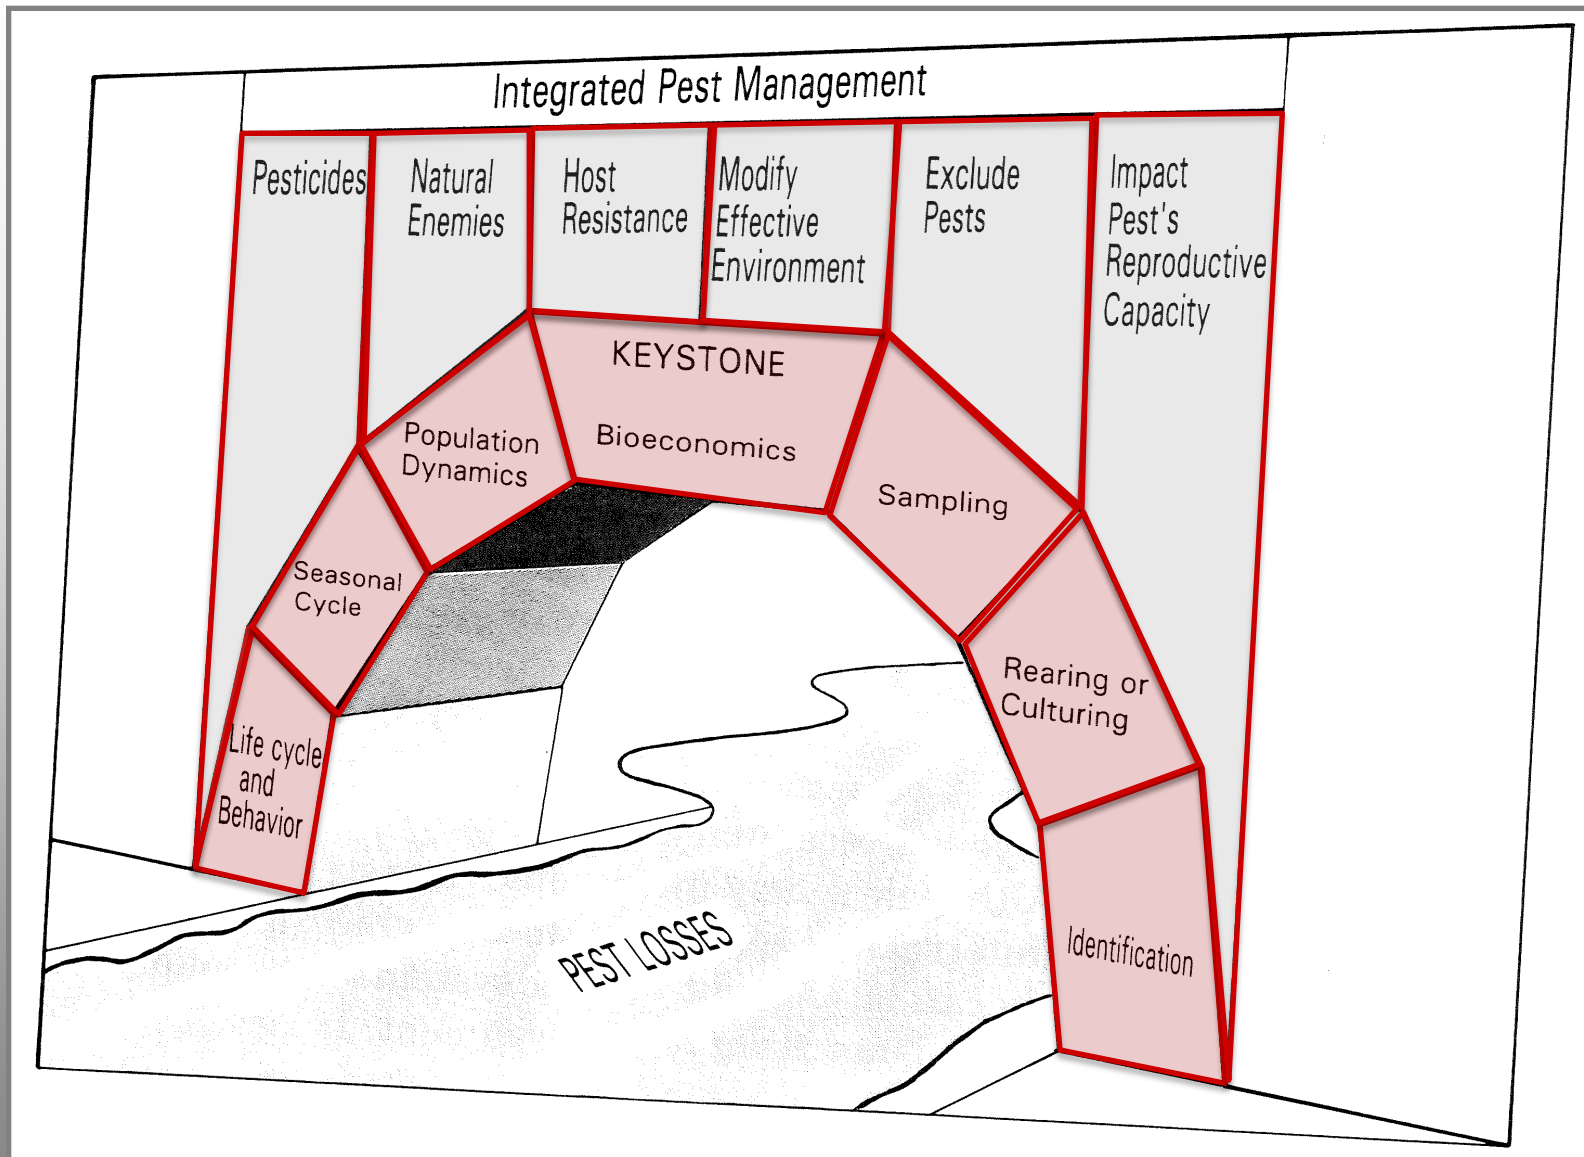 Integrated Pest Management
Pesticides
Natural
Enemies
Host
Resistance
Modify
Effective
Environment
Exclude
Pests
Impact
Pest's
Reproductive
Capacity
KEYSTONE
Bioeconomics
Population
Dynamics
Sampling
Seasonal
Cycle
Rearing or
Culturing
Life cycle
and
Behavior
Identification
PEST LOSSES